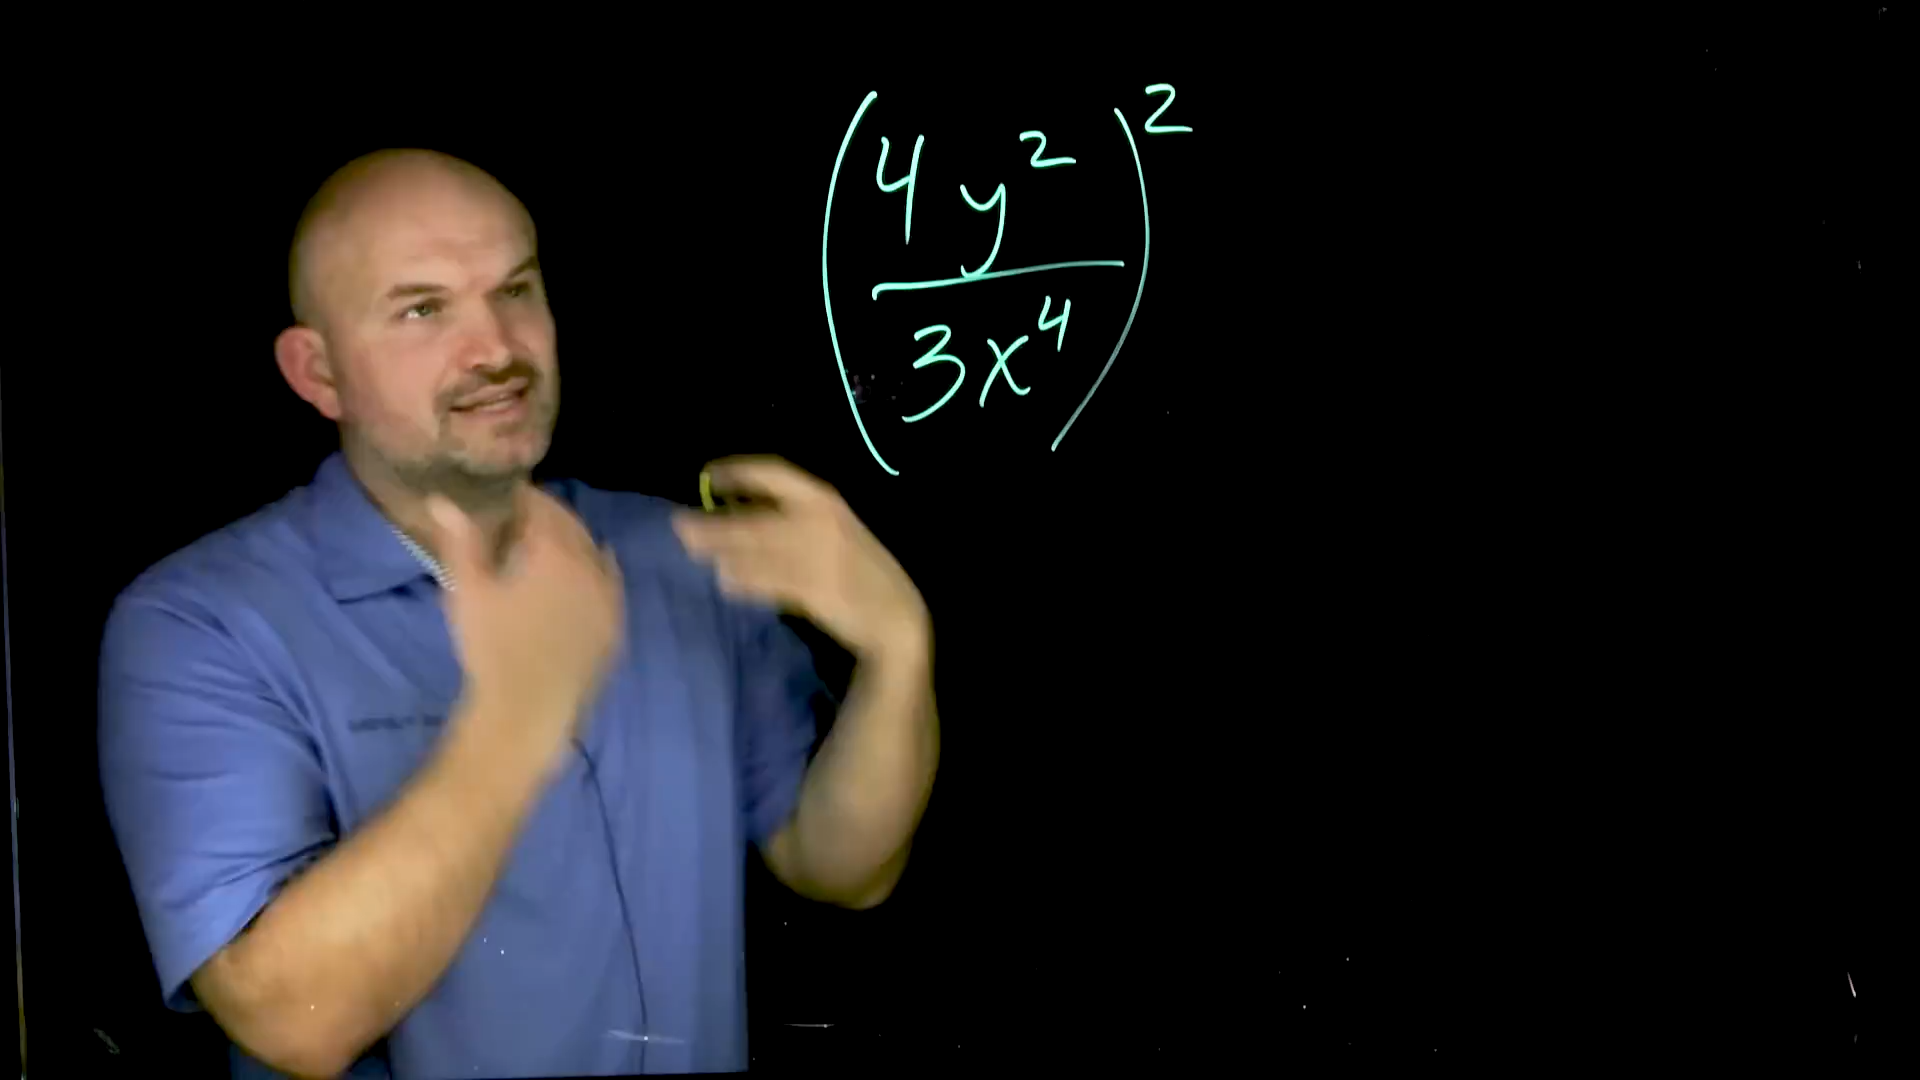 (4y² / 3x⁴)²